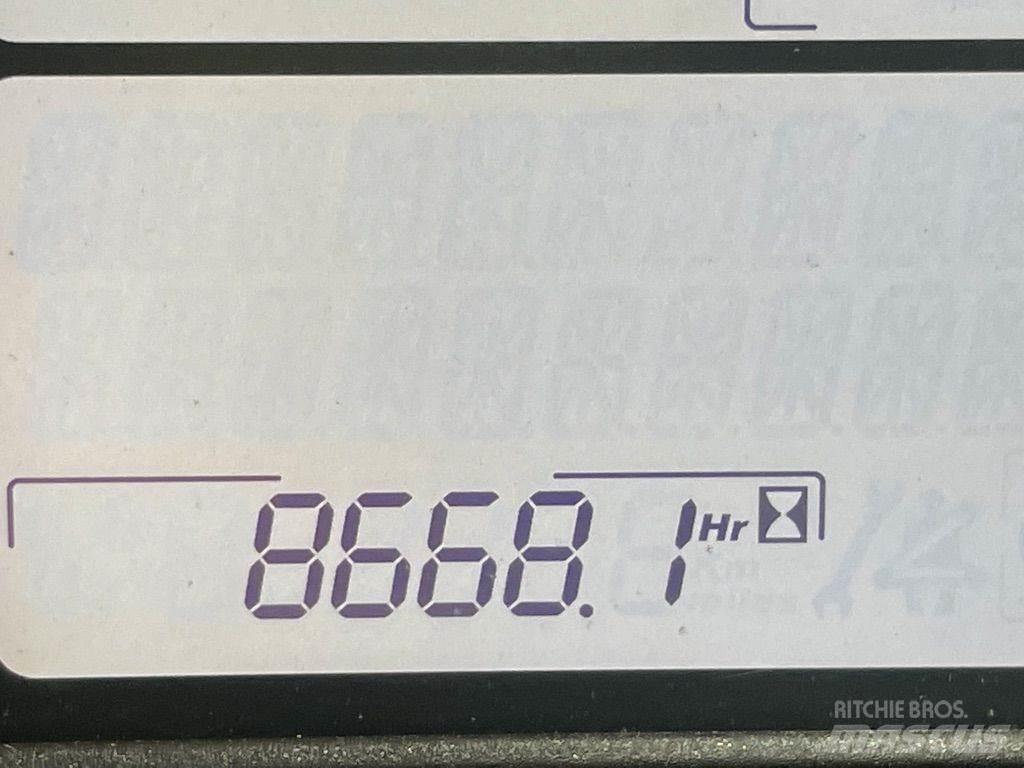 8668.1 Hr
RITCHIE BROS.
MASCUS